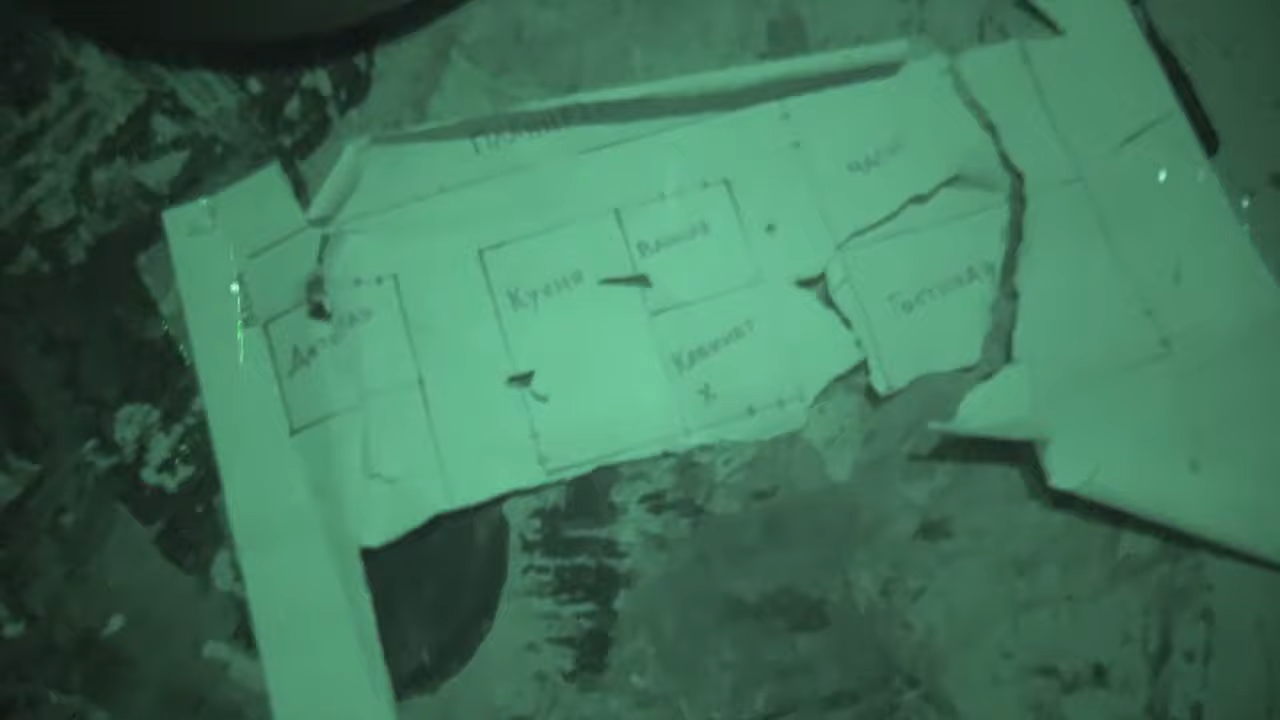 Кухня
Ванная
Кабинет
х
Гостиная
Детская